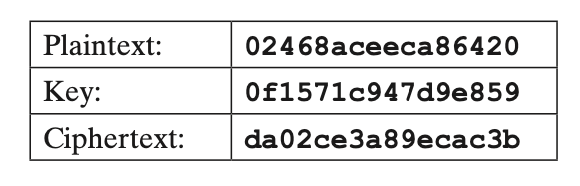 Plaintext: 02468aceeca86420
Key: 0f1571c947d9e859
Ciphertext: da02ce3a89ecac3b